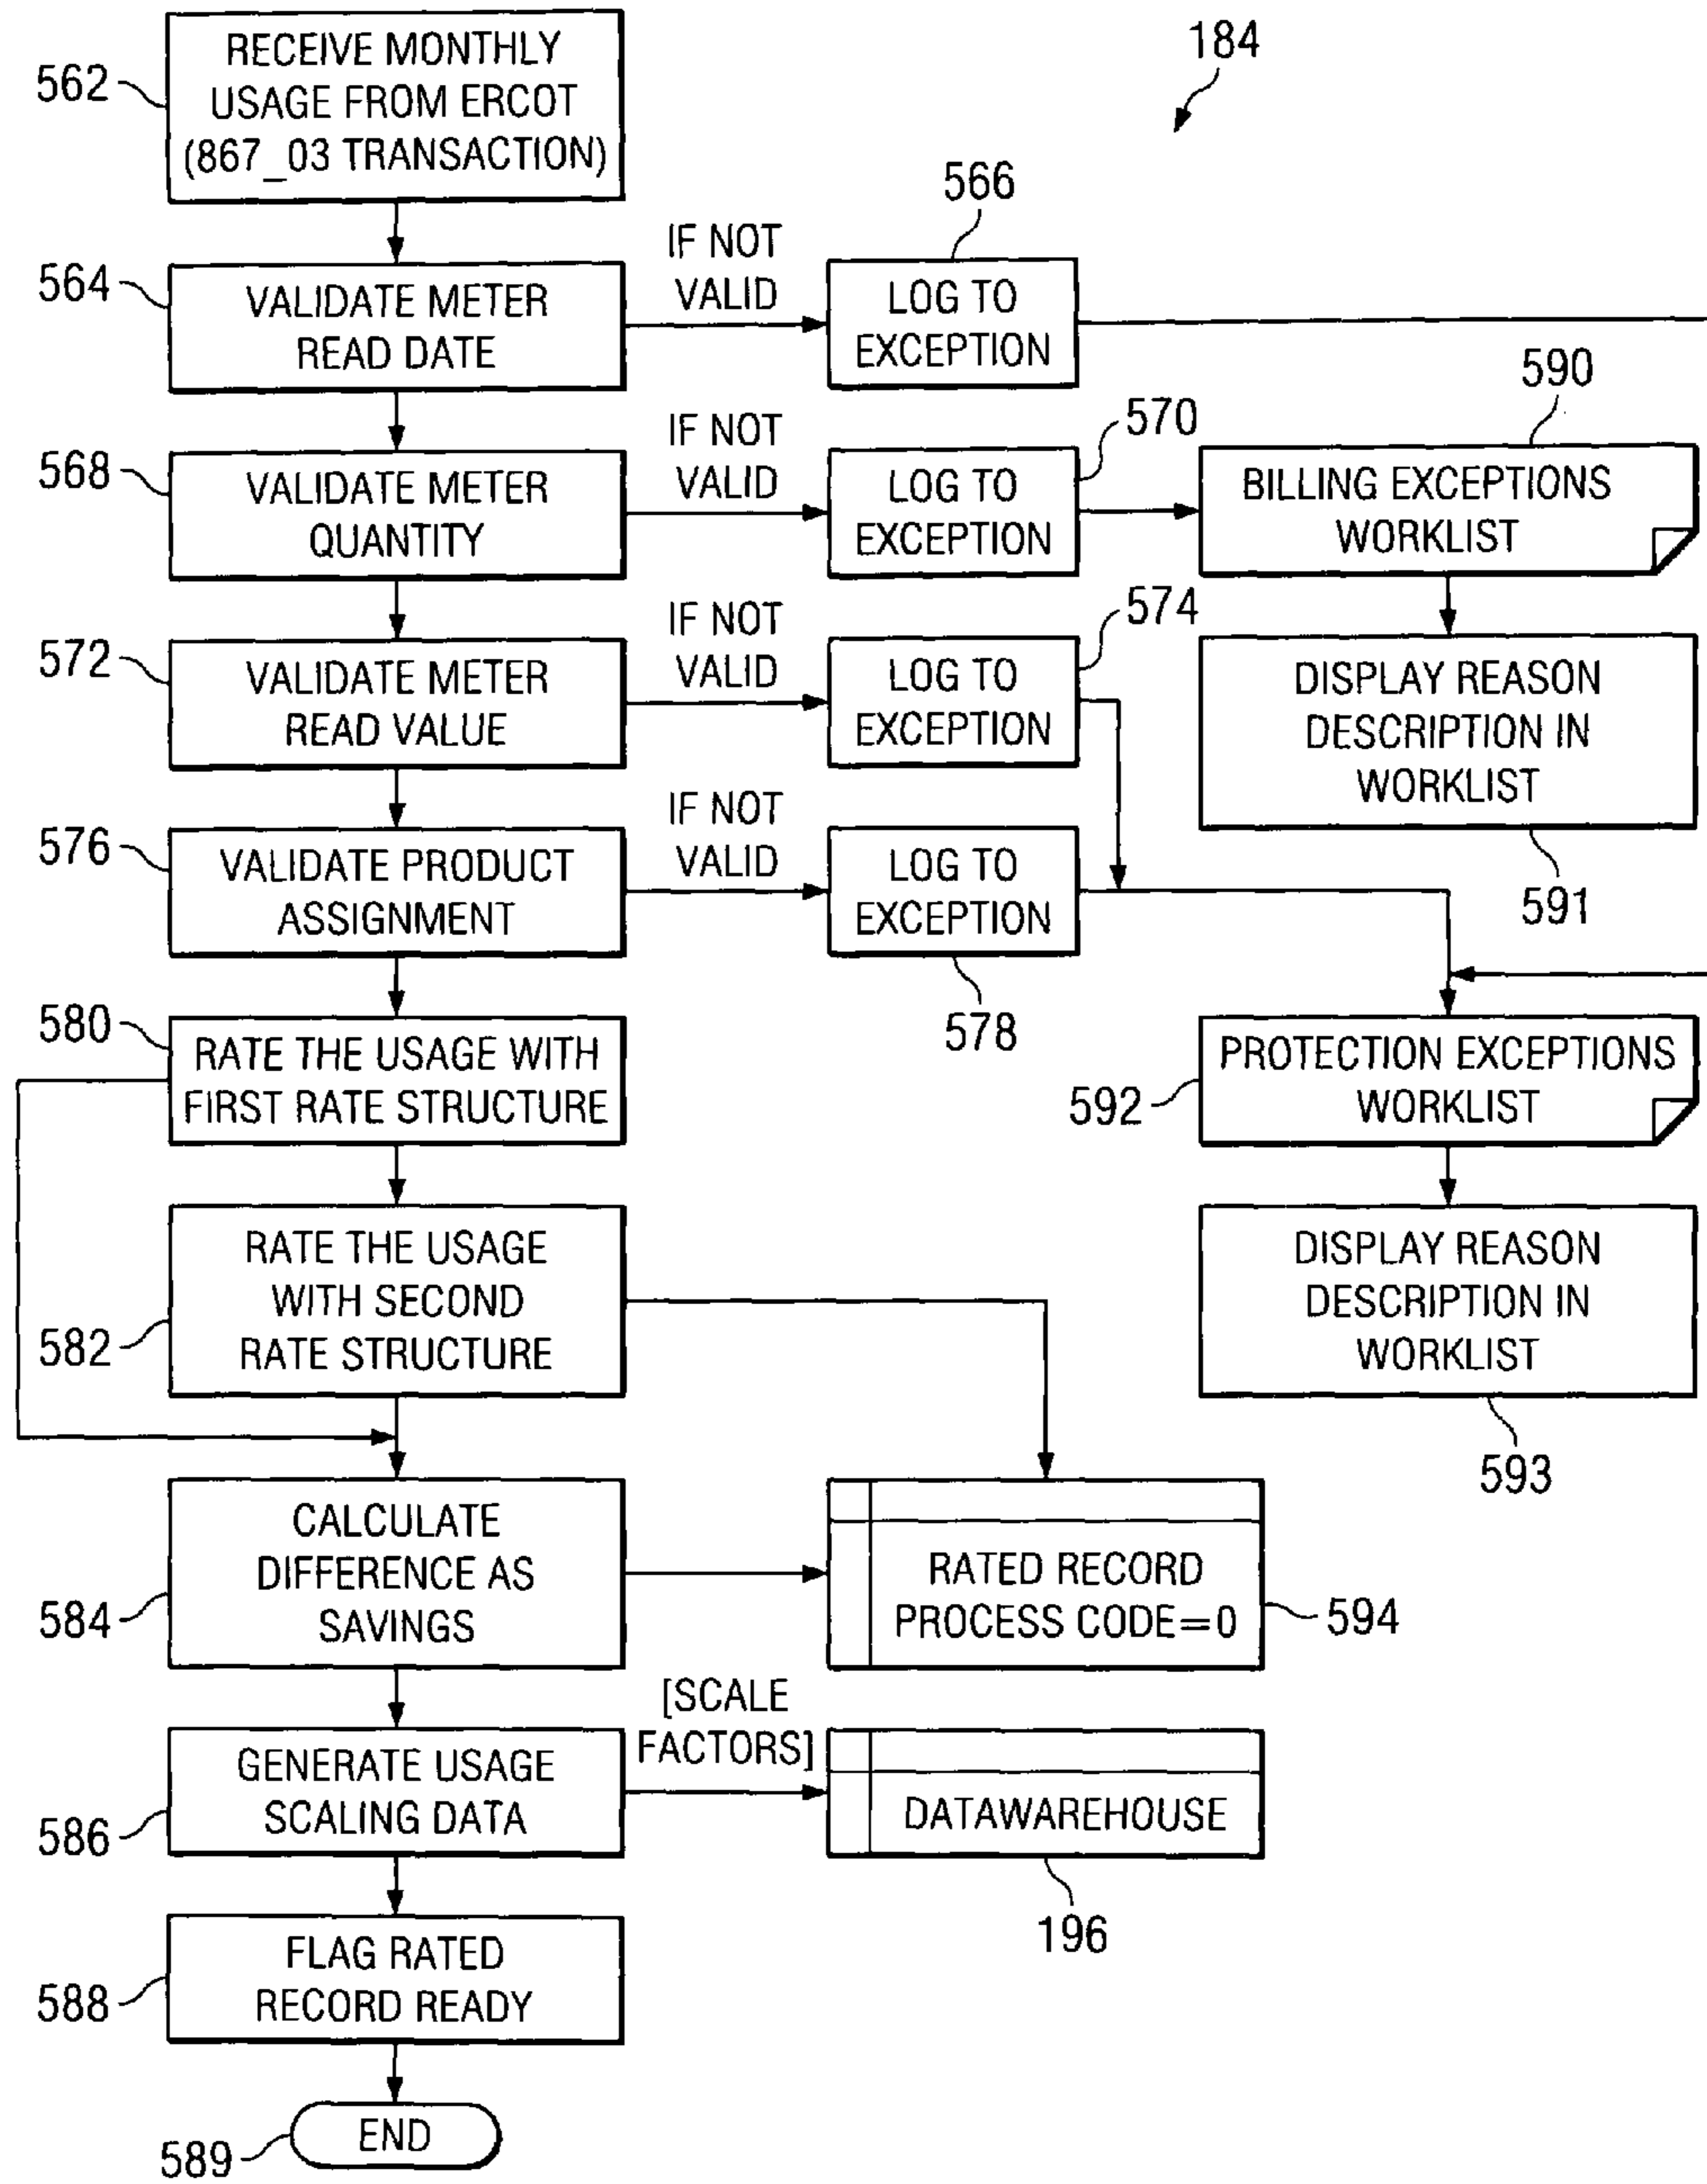 184
562
RECEIVE MONTHLY
USAGE FROM ERCOT
(867_03 TRANSACTION)
564
VALIDATE METER
READ DATE
IF NOT
VALID
566
LOG TO
EXCEPTION
568
VALIDATE METER
QUANTITY
IF NOT
VALID
570
LOG TO
EXCEPTION
590
BILLING EXCEPTIONS
WORKLIST
572
VALIDATE METER
READ VALUE
IF NOT
VALID
574
LOG TO
EXCEPTION
DISPLAY REASON
DESCRIPTION IN
WORKLIST
591
576
VALIDATE PRODUCT
ASSIGNMENT
IF NOT
VALID
LOG TO
EXCEPTION
578
580
RATE THE USAGE WITH
FIRST RATE STRUCTURE
592
PROTECTION EXCEPTIONS
WORKLIST
582
RATE THE USAGE
WITH SECOND
RATE STRUCTURE
DISPLAY REASON
DESCRIPTION IN
WORKLIST
593
584
CALCULATE
DIFFERENCE AS
SAVINGS
RATED RECORD
PROCESS CODE=0
594
586
GENERATE USAGE
SCALING DATA
[SCALE
FACTORS]
DATAWAREHOUSE
196
588
FLAG RATED
RECORD READY
589
END